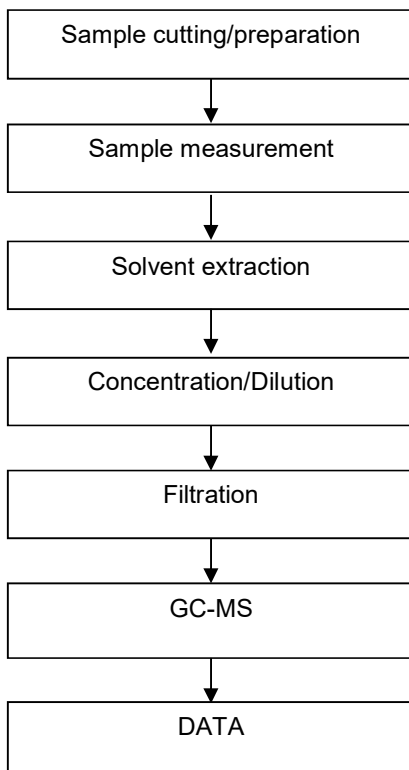 Sample cutting/preparation
Sample measurement
Solvent extraction
Concentration/Dilution
Filtration
GC-MS
DATA